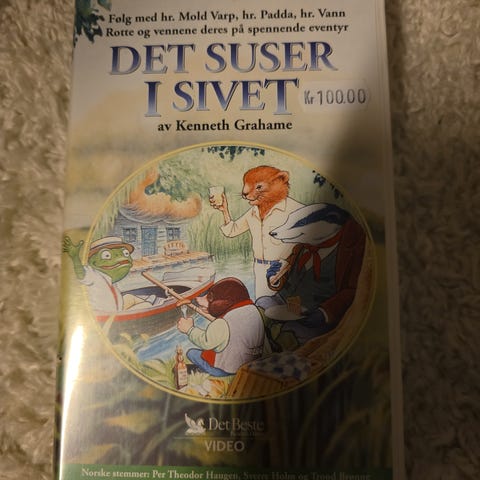 Følg med hr. Mold Varp, hr. Padda, hr. Vann
Rotte og vennene deres på spennende eventyr
DET SUSER
I SIVET
Kr 100.00
av Kenneth Grahame
Det Beste
VIDEO
Norske stemmer: Per Theodor Haugen, Sverre Holm og Trond Brænne